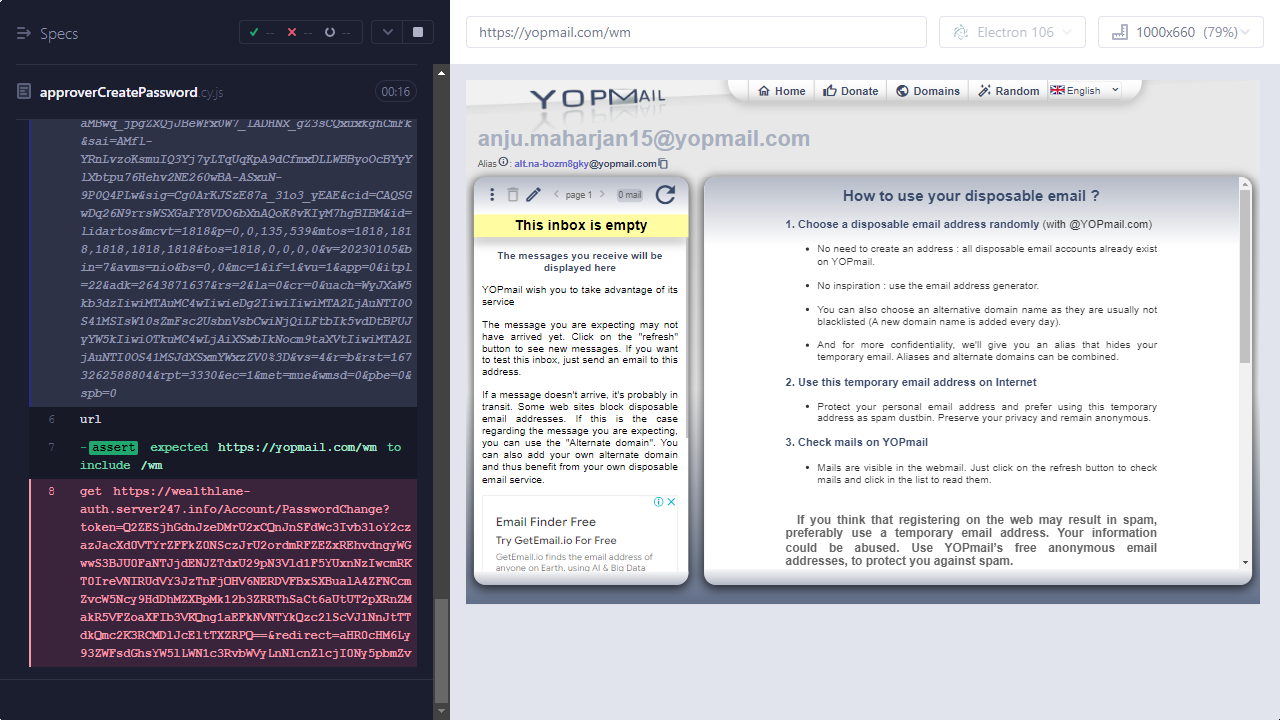 Specs
-- -- --
approverCreatePassword.cy.js
00:16
&sai=AMfl-
YRnLvzoKsmuIQ3Yj7yLTqUqKpA9dCfmxDLLWBByoOcBYyY
lXbtpu76Hehv2NE260wBA-ASxuN-
9P0Q4PLw&sig=Cg0ArKJSzE87a_31o3_yEAE&cid=CAQSG
wDq26N9rrsWSXGaFY8VDO6bXnAQoK8vKIyM7hgBIBM&id=
lidartos&mcvt=1818&p=0,0,135,539&mtos=1818,181
8,1818,1818,1818&tos=1818,0,0,0,0&v=20230105&b
in=7&avms=nio&bs=0,0&mc=1&if=1&vu=1&app=0&itpl
=22&adk=2643871637&rs=2&la=0&cr=0&uach=WyJXaW5
kb3dzIiwiMTAuMC4wIiwieDg2IiwiIiwiMTA2LjAuNTI0O
S41MSIsW10sZmFsc2UsbnVsbCwiNjQiLFtbIk5vdDtBPUJ
yYW5kIiwiOTkuMC4wLjAiXSxbIkNocm9taXVtIiwiMTA2L
jAuNTI0OS41MSJdXSxmYWxzZV0%3D&vs=4&r=b&rst=167
3262588804&rpt=3330&ec=1&met=mue&wmsd=0&pbe=0&
spb=0
6 url
7 -assert expected https://yopmail.com/wm to
include /wm
8 get https://wealthlane-
auth.server247.info/Account/PasswordChange?
https://yopmail.com/wm
Electron 106
1000x660 (79%)
YOPMAIL
Home
Donate
Domains
Random
English
anju.maharjan15@yopmail.com
Alias : alt.na-bozm8gky@yopmail.com
page 1
0 mail
This inbox is empty
The messages you receive will be
displayed here
YOPmail wish you to take advantage of its
service
The message you are expecting may not
have arrived yet. Click on the "refresh"
button to see new messages. If you want
to test this inbox, just send an email to this
address.
If a message doesn't arrive, it's probably in
transit. Some web sites block disposable
email addresses. If this is the case
regarding the message you are expecting,
you can use the "Alternate domain". You
can also add your own alternate domain
and thus benefit from your own disposable
email service.
Email Finder Free
Try GetEmail.io For Free
GetEmail.io finds the email address of
anyone on Earth, using AI & Big Data
How to use your disposable email ?
1. Choose a disposable email address randomly (with @YOPmail.com)
• No need to create an address : all disposable email accounts already exist
on YOPmail.
• No inspiration : use the email address generator.
• You can also choose an alternative domain name as they are usually not
blacklisted (A new domain name is added every day).
• And for more confidentiality, we'll give you an alias that hides your
temporary email. Aliases and alternate domains can be combined.
2. Use this temporary email address on Internet
• Protect your personal email address and prefer using this temporary
address as spam dustbin. Preserve your privacy and remain anonymous.
3. Check mails on YOPmail
• Mails are visible in the webmail. Just click on the refresh button to check
mails and click in the list to read them.
If you think that registering on the web may result in spam,
preferably use a temporary email address. Your information
could be abused. Use YOPmail's free anonymous email
addresses, to protect you against spam.